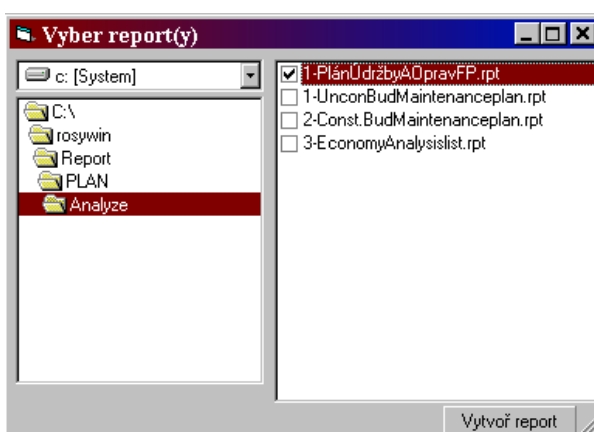 Vyber report(y)
c: [System]
C:\
rosywin
Report
PLAN
Analyze
1-PlánÚdržbyAOpravFP.rpt
1-UnconBudMaintenanceplan.rpt
2-Const.BudMaintenanceplan.rpt
3-EconomyAnalysislist.rpt
Vytvoř report